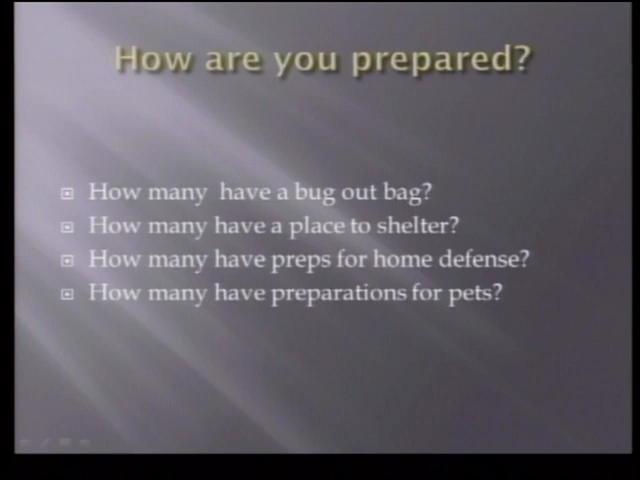 How are you prepared?
How many have a bug out bag?
How many have a place to shelter?
How many have preps for home defense?
How many have preparations for pets?